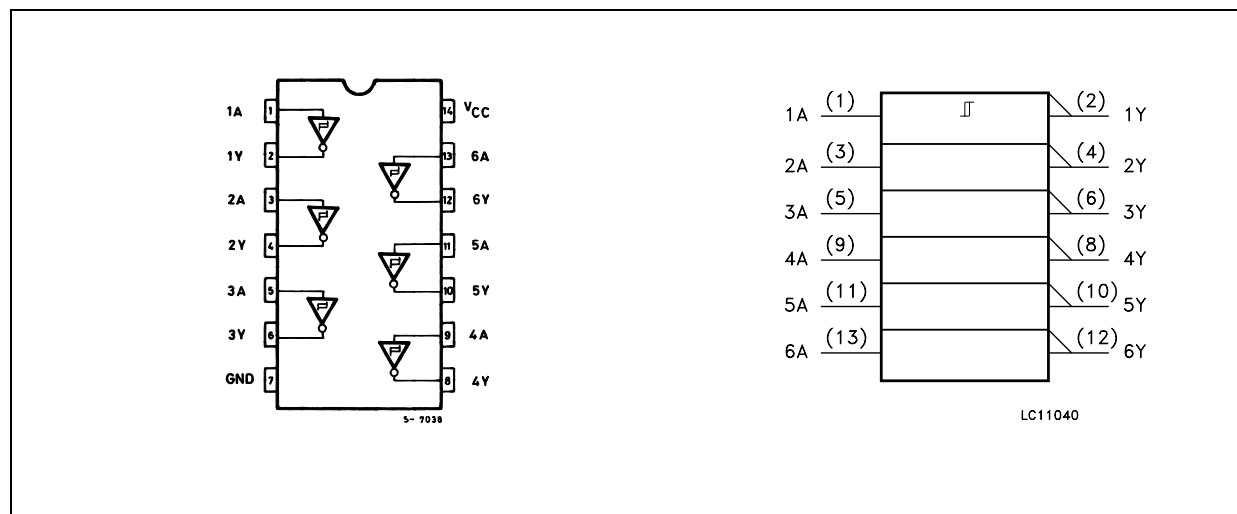 1A 1 14 VCC
1Y 2 13 6A
2A 3 12 6Y
2Y 4 11 5A
3A 5 10 5Y
3Y 6 9 4A
GND 7 8 4Y
S- 7038
1A (1) (2) 1Y
2A (3) (4) 2Y
3A (5) (6) 3Y
4A (9) (8) 4Y
5A (11) (10) 5Y
6A (13) (12) 6Y
LC11040